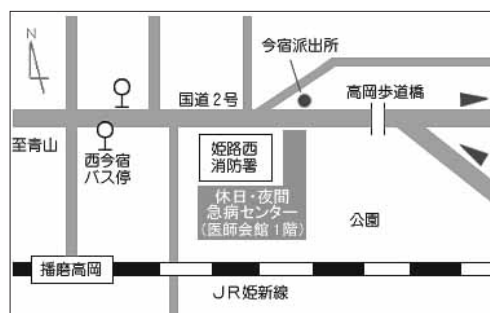 N
今宿派出所
国道2号
高岡歩道橋
至青山
西今宿
バス停
姫路西
消防署
休日・夜間
急病センター
(医師会館1階)
公園
播磨高岡
JR姫新線